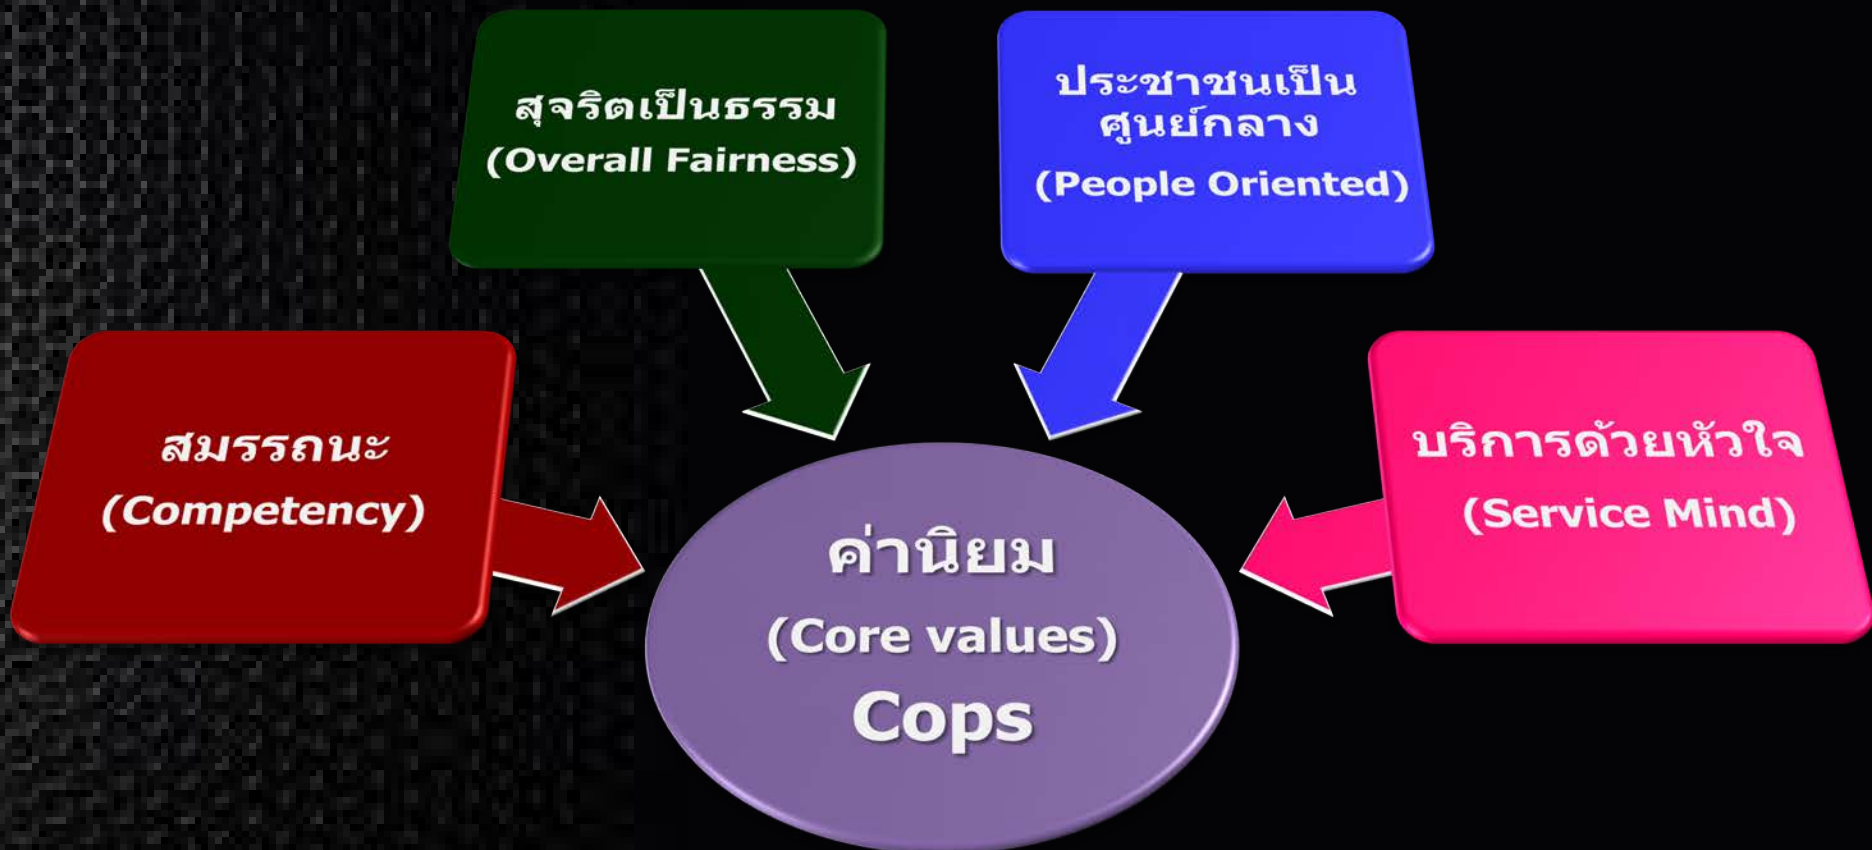 สุจริตเป็นธรรม
(Overall Fairness)
ประชาชนเป็น
ศูนย์กลาง
(People Oriented)
สมรรถนะ
(Competency)
บริการด้วยหัวใจ
(Service Mind)
ค่านิยม
(Core values)
Cops